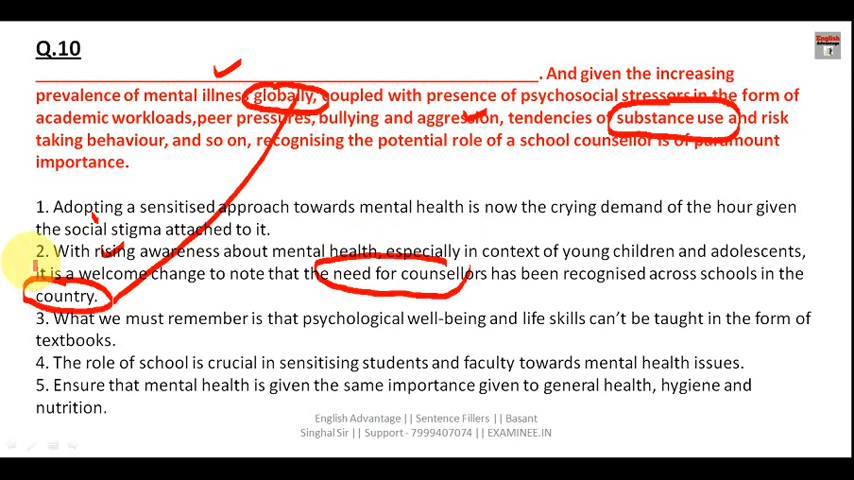 Q.10
English
Advantage
____________________________________________________________. And given the increasing
prevalence of mental illness globally, coupled with presence of psychosocial stressors in the form of
academic workloads,peer pressures, bullying and aggression, tendencies of substance use and risk
taking behaviour, and so on, recognising the potential role of a school counsellor is of paramount
importance.
1. Adopting a sensitised approach towards mental health is now the crying demand of the hour given
the social stigma attached to it.
2. With rising awareness about mental health, especially in context of young children and adolescents,
it is a welcome change to note that the need for counsellors has been recognised across schools in the
country.
3. What we must remember is that psychological well-being and life skills can’t be taught in the form of
textbooks.
4. The role of school is crucial in sensitising students and faculty towards mental health issues.
5. Ensure that mental health is given the same importance given to general health, hygiene and
nutrition.
English Advantage || Sentence Fillers || Basant
Singhal Sir || Support - 7999407074 || EXAMINEE.IN